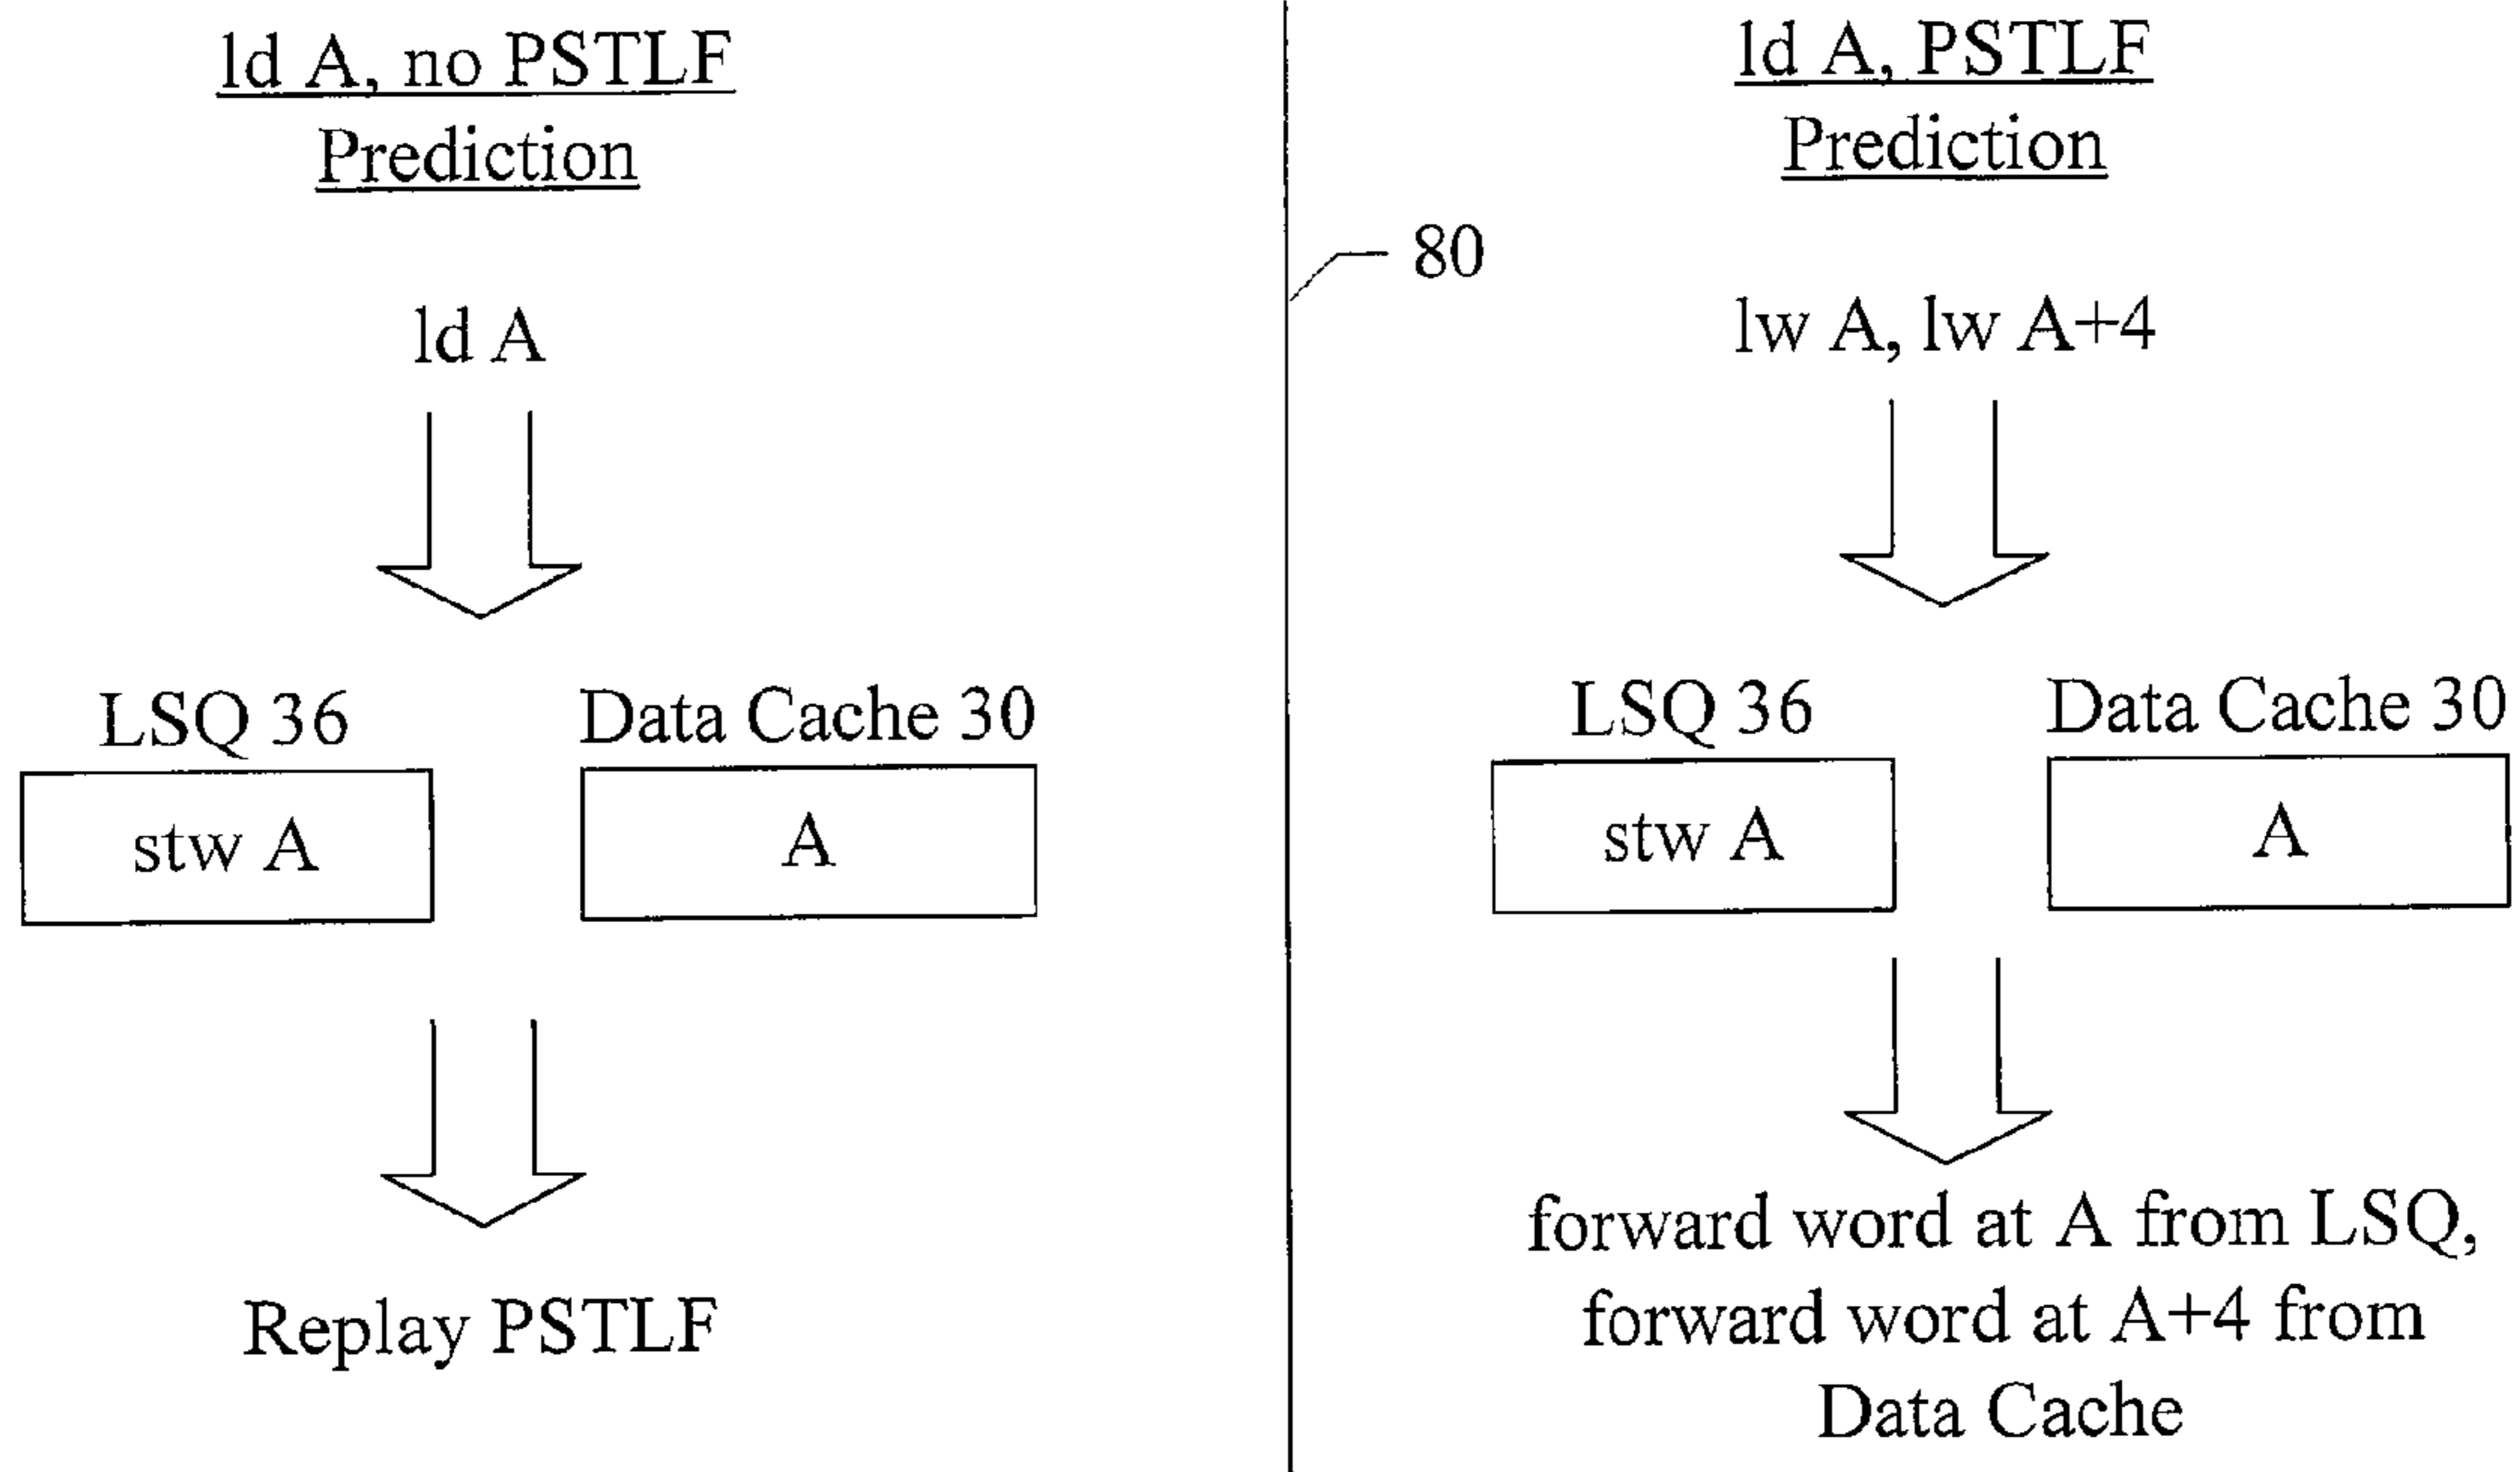 ld A, no PSTLF
Prediction
ld A
LSQ 36
Data Cache 30
stw A
A
Replay PSTLF
80
ld A, PSTLF
Prediction
lw A, lw A+4
LSQ 36
Data Cache 30
stw A
A
forward word at A from LSQ,
forward word at A+4 from
Data Cache